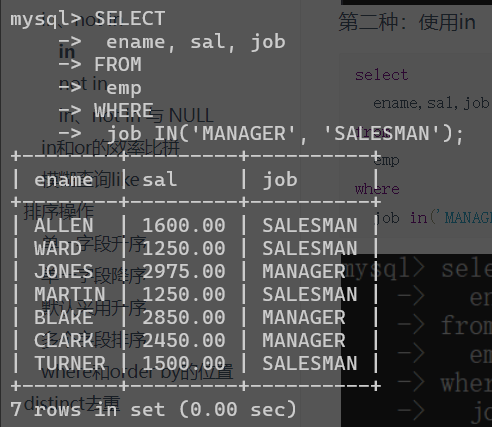 mysql> SELECT
    ->   ename, sal, job
    -> FROM
    ->   emp
    -> WHERE
    ->   job IN('MANAGER', 'SALESMAN');
+--------+---------+----------+
| ename  | sal     | job      |
+--------+---------+----------+
| ALLEN  | 1600.00 | SALESMAN |
| WARD   | 1250.00 | SALESMAN |
| JONES  | 2975.00 | MANAGER  |
| MARTIN | 1250.00 | SALESMAN |
| BLAKE  | 2850.00 | MANAGER  |
| CLARK  | 2450.00 | MANAGER  |
| TURNER | 1500.00 | SALESMAN |
+--------+---------+----------+
7 rows in set (0.00 sec)
in
not in
in、not in 与 NULL
in和or的效率比拼
模糊查询like
排序操作
单一字段升序
单一字段降序
默认采用升序
多个字段排序
where和order by的位置
distinct去重
第二种：使用in
select
ename,sal,job
from
emp
where
job in('MANAG
mysql> sele
-> en
-> from
-> em
-> wher
-> jo